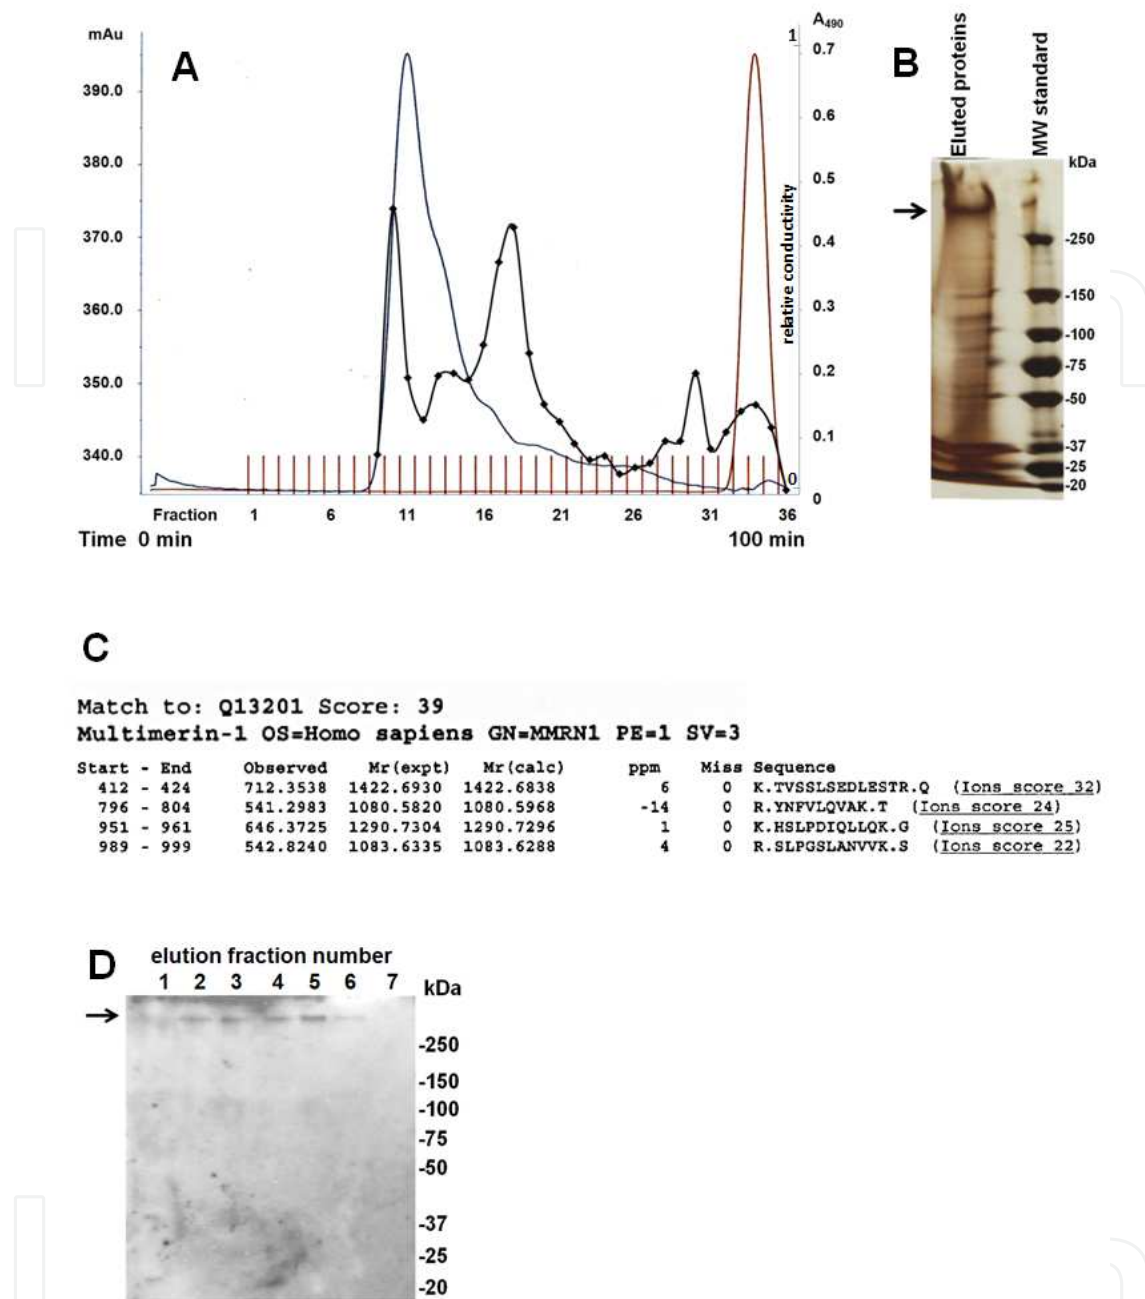 A
mAu
390.0
380.0
370.0
360.0
350.0
340.0
A490
1
0.7
0.6
0.5
0.4
0.3
0.2
0.1
0
0
relative conductivity
Fraction 1 6 11 16 21 26 31 36
Time 0 min 100 min
B
Eluted proteins
MW standard
kDa
-250
-150
-100
-75
-50
-37
-25
-20
C
Match to: Q13201 Score: 39
Multimerin-1 OS=Homo sapiens GN=MMRN1 PE=1 SV=3
Start - End Observed Mr(expt) Mr(calc) ppm Miss Sequence
412 - 424 712.3538 1422.6930 1422.6838 6 0 K.TVSSLSEDLESTR.Q (Ions score 32)
796 - 804 541.2983 1080.5820 1080.5968 -14 0 R.YNFVLQVAK.T (Ions score 24)
951 - 961 646.3725 1290.7304 1290.7296 1 0 K.HSLPDIQLLQK.G (Ions score 25)
989 - 999 542.8240 1083.6335 1083.6288 4 0 R.SLPGSLANVVK.S (Ions score 22)
D
elution fraction number
1 2 3 4 5 6 7
kDa
-250
-150
-100
-75
-50
-37
-25
-20